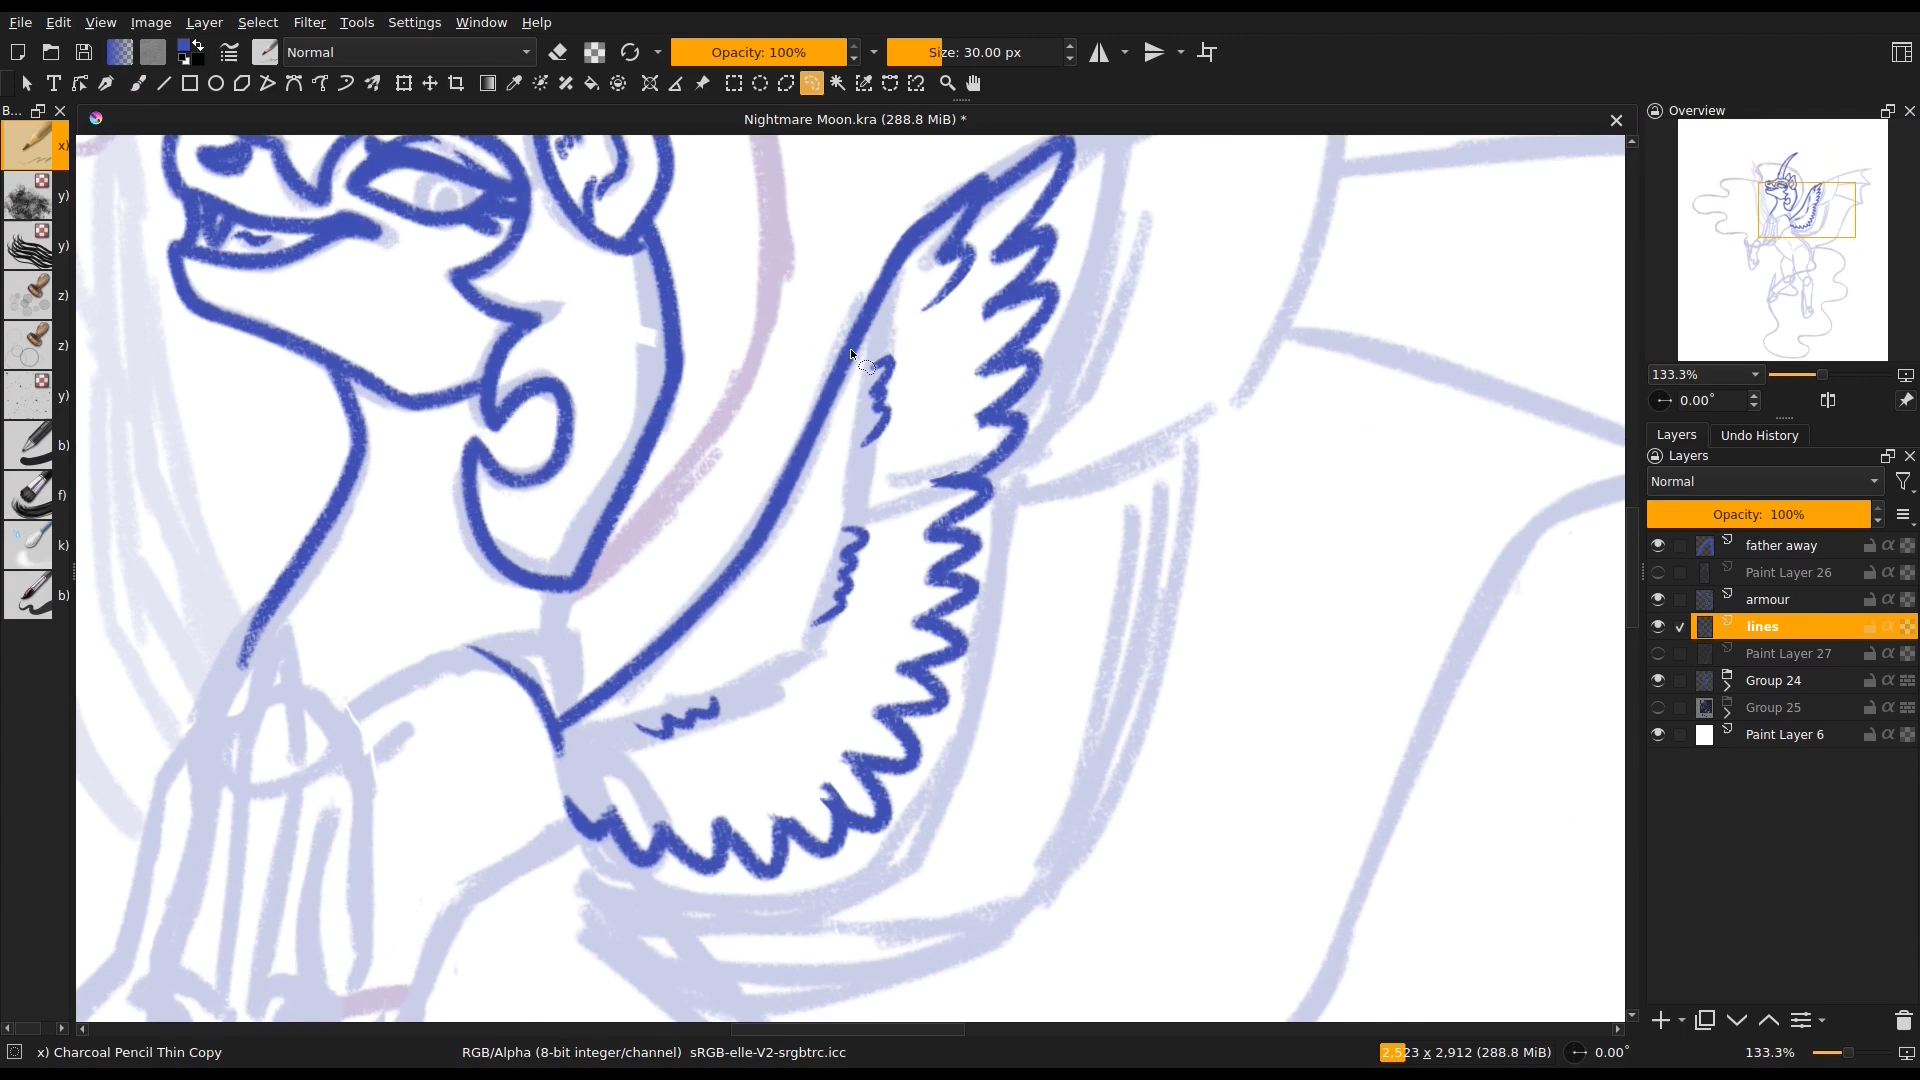 File Edit View Image Layer Select Filter Tools Settings Window Help
Normal Opacity: 100% Size: 30.00 px
B...
Nightmare Moon.kra (288.8 MiB) *
x)
y)
y)
z)
z)
y)
b)
f)
k)
b)
Overview
133.3%
0.00°
Layers Undo History
Layers
Normal
Opacity: 100%
father away
Paint Layer 26
armour
lines
Paint Layer 27
Group 24
Group 25
Paint Layer 6
x) Charcoal Pencil Thin Copy
RGB/Alpha (8-bit integer/channel) sRGB-elle-V2-srgbtrc.icc
2,523 x 2,912 (288.8 MiB)
0.00°
133.3%